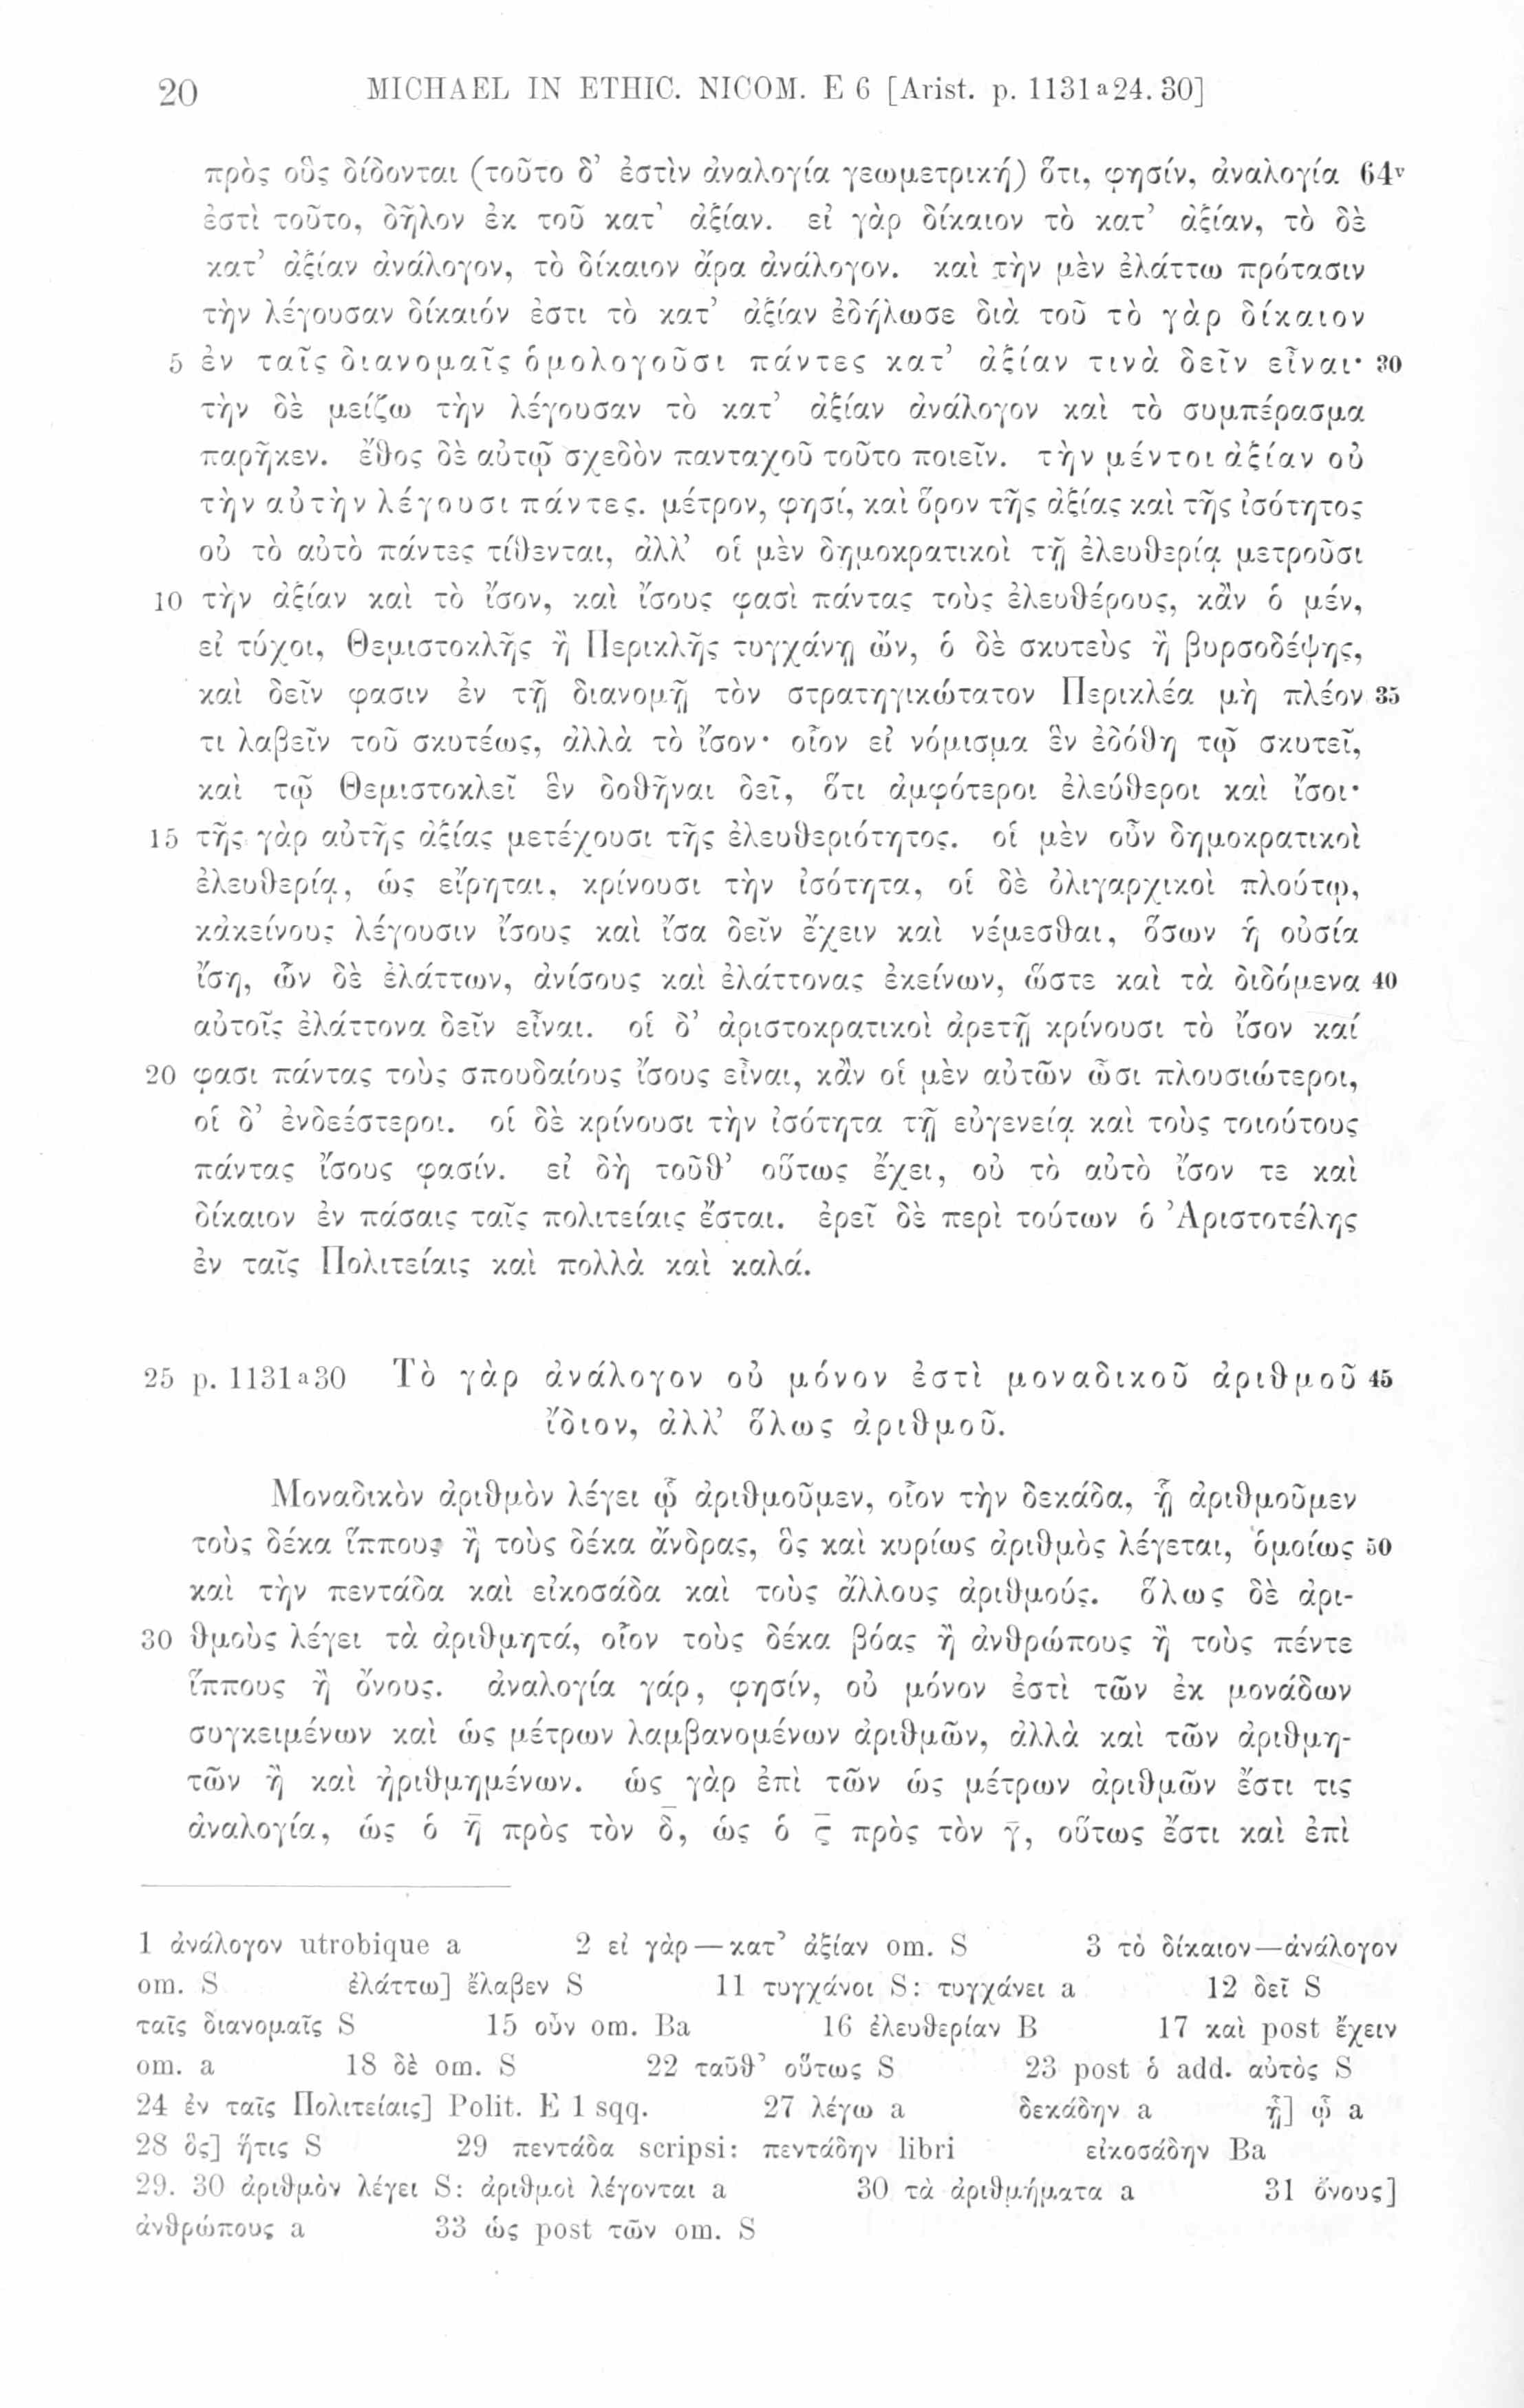 20 MICHAEL IN ETHIC. NICOM. E 6 [Arist. p. 1131ᵃ24. 30]
πρὸς οὓς δίδονται (τοῦτο δ’ ἐστὶν ἀναλογία γεωμετρική) ὅτι, φησίν, ἀναλογία 64ᵛ
ἐστὶ τοῦτο, δῆλον ἐκ τοῦ κατ’ ἀξίαν. εἰ γὰρ δίκαιον τὸ κατ’ ἀξίαν, τὸ δὲ
κατ’ ἀξίαν ἀνάλογον, τὸ δίκαιον ἄρα ἀνάλογον. καὶ τὴν μὲν ἐλάττω πρότασιν
τὴν λέγουσαν δίκαιόν ἐστι τὸ κατ’ ἀξίαν ἐδήλωσε διὰ τοῦ τὸ γὰρ δίκαιον
5 ἐν ταῖς διανομαῖς ὁμολογοῦσι πάντες κατ’ ἀξίαν τινὰ δεῖν εἶναι· 30
τὴν δὲ μείζω τὴν λέγουσαν τὸ κατ’ ἀξίαν ἀνάλογον καὶ τὸ συμπέρασμα
παρῆκεν. ἔθος δὲ αὐτῷ σχεδὸν πανταχοῦ τοῦτο ποιεῖν. τὴν μέντοι ἀξίαν οὐ
τὴν αὐτὴν λέγουσι πάντες. μέτρον, φησί, καὶ ὅρον τῆς ἀξίας καὶ τῆς ἰσότητος
οὐ τὸ αὐτὸ πάντες τίθενται, ἀλλ’ οἱ μὲν δημοκρατικοὶ τῇ ἐλευθερίᾳ μετροῦσι
10 τὴν ἀξίαν καὶ τὸ ἴσον, καὶ ἴσους φασὶ πάντας τοὺς ἐλευθέρους, κἂν ὁ μέν,
εἰ τύχοι, Θεμιστοκλῆς ἢ Περικλῆς τυγχάνῃ ὤν, ὁ δὲ σκυτεὺς ἢ βυρσοδέψης,
καὶ δεῖν φασιν ἐν τῇ διανομῇ τὸν στρατηγικώτατον Περικλέα μὴ πλέον 35
τι λαβεῖν τοῦ σκυτέως, ἀλλὰ τὸ ἴσον· οἷον εἰ νόμισμα ἓν ἐδόθη τῷ σκυτεῖ,
καὶ τῷ Θεμιστοκλεῖ ἓν δοθῆναι δεῖ, ὅτι ἀμφότεροι ἐλεύθεροι καὶ ἴσοι·
15 τῆς γὰρ αὐτῆς ἀξίας μετέχουσι τῆς ἐλευθεριότητος. οἱ μὲν οὖν δημοκρατικοὶ
ἐλευθερίᾳ, ὡς εἴρηται, κρίνουσι τὴν ἰσότητα, οἱ δὲ ὀλιγαρχικοὶ πλούτῳ,
κἀκείνους λέγουσιν ἴσους καὶ ἴσα δεῖν ἔχειν καὶ νέμεσθαι, ὅσων ἡ οὐσία
ἴση, ὧν δὲ ἐλάττων, ἀνίσους καὶ ἐλάττονας ἐκείνων, ὥστε καὶ τὰ διδόμενα 40
αὐτοῖς ἐλάττονα δεῖν εἶναι. οἱ δ’ ἀριστοκρατικοὶ ἀρετῇ κρίνουσι τὸ ἴσον καί
20 φασι πάντας τοὺς σπουδαίους ἴσους εἶναι, κἂν οἱ μὲν αὐτῶν ὦσι πλουσιώτεροι,
οἱ δ’ ἐνδεέστεροι. οἱ δὲ κρίνουσι τὴν ἰσότητα τῇ εὐγενείᾳ καὶ τοὺς τοιούτους
πάντας ἴσους φασίν. εἰ δὴ τοῦθ’ οὕτως ἔχει, οὐ τὸ αὐτὸ ἴσον τε καὶ
δίκαιον ἐν πάσαις ταῖς πολιτείαις ἔσται. ἐρεῖ δὲ περὶ τούτων ὁ Ἀριστοτέλης
ἐν ταῖς Πολιτείαις καὶ πολλὰ καὶ καλά.
25 p. 1131ᵃ30 Τὸ γὰρ ἀνάλογον οὐ μόνον ἐστὶ μοναδικοῦ ἀριθμοῦ 45
ἴδιον, ἀλλ’ ὅλως ἀριθμοῦ.
Μοναδικὸν ἀριθμὸν λέγει ᾧ ἀριθμοῦμεν, οἷον τὴν δεκάδα, ᾗ ἀριθμοῦμεν
τοὺς δέκα ἵππους ἢ τοὺς δέκα ἄνδρας, ὃς καὶ κυρίως ἀριθμὸς λέγεται, ὁμοίως 50
καὶ τὴν πεντάδα καὶ εἰκοσάδα καὶ τοὺς ἄλλους ἀριθμούς. ὅλως δὲ ἀρι-
30 θμοὺς λέγει τὰ ἀριθμητά, οἷον τοὺς δέκα βόας ἢ ἀνθρώπους ἢ τοὺς πέντε
ἵππους ἢ ὄνους. ἀναλογία γάρ, φησίν, οὐ μόνον ἐστὶ τῶν ἐκ μονάδων
συγκειμένων καὶ ὡς μέτρων λαμβανομένων ἀριθμῶν, ἀλλὰ καὶ τῶν ἀριθμη-
τῶν ἢ καὶ ἠριθμημένων. ὡς γὰρ ἐπὶ τῶν ὡς μέτρων ἀριθμῶν ἔστι τις
ἀναλογία, ὡς ὁ η̄ πρὸς τὸν δ̄, ὡς ὁ ϛ̄ πρὸς τὸν γ̄, οὕτως ἔστι καὶ ἐπὶ
1 ἀνάλογον utrobique a 2 εἰ γὰρ — κατ’ ἀξίαν om. S 3 τὸ δίκαιον — ἀνάλογον
om. S ἐλάττω] ἔλαβεν S 11 τυγχάνοι S: τυγχάνει a 12 δεῖ S
ταῖς διανομαῖς S 15 οὖν om. Ba 16 ἐλευθερίαν B 17 καὶ post ἔχειν
om. a 18 δὲ om. S 22 ταῦθ’ οὕτως S 23 post ὁ add. αὐτὸς S
24 ἐν ταῖς Πολιτείαις] Polit. E 1 sqq. 27 λέγω a δεκάδην a ᾗ] ᾧ a
28 ὃς] ἥτις S 29 πεντάδα scripsi: πεντάδην libri εἰκοσάδην Ba
29. 30 ἀριθμὸν λέγει S: ἀριθμοὶ λέγονται a 30 τὰ ἀριθμήματα a 31 ὄνους]
ἀνθρώπους a 33 ὡς post τῶν om. S